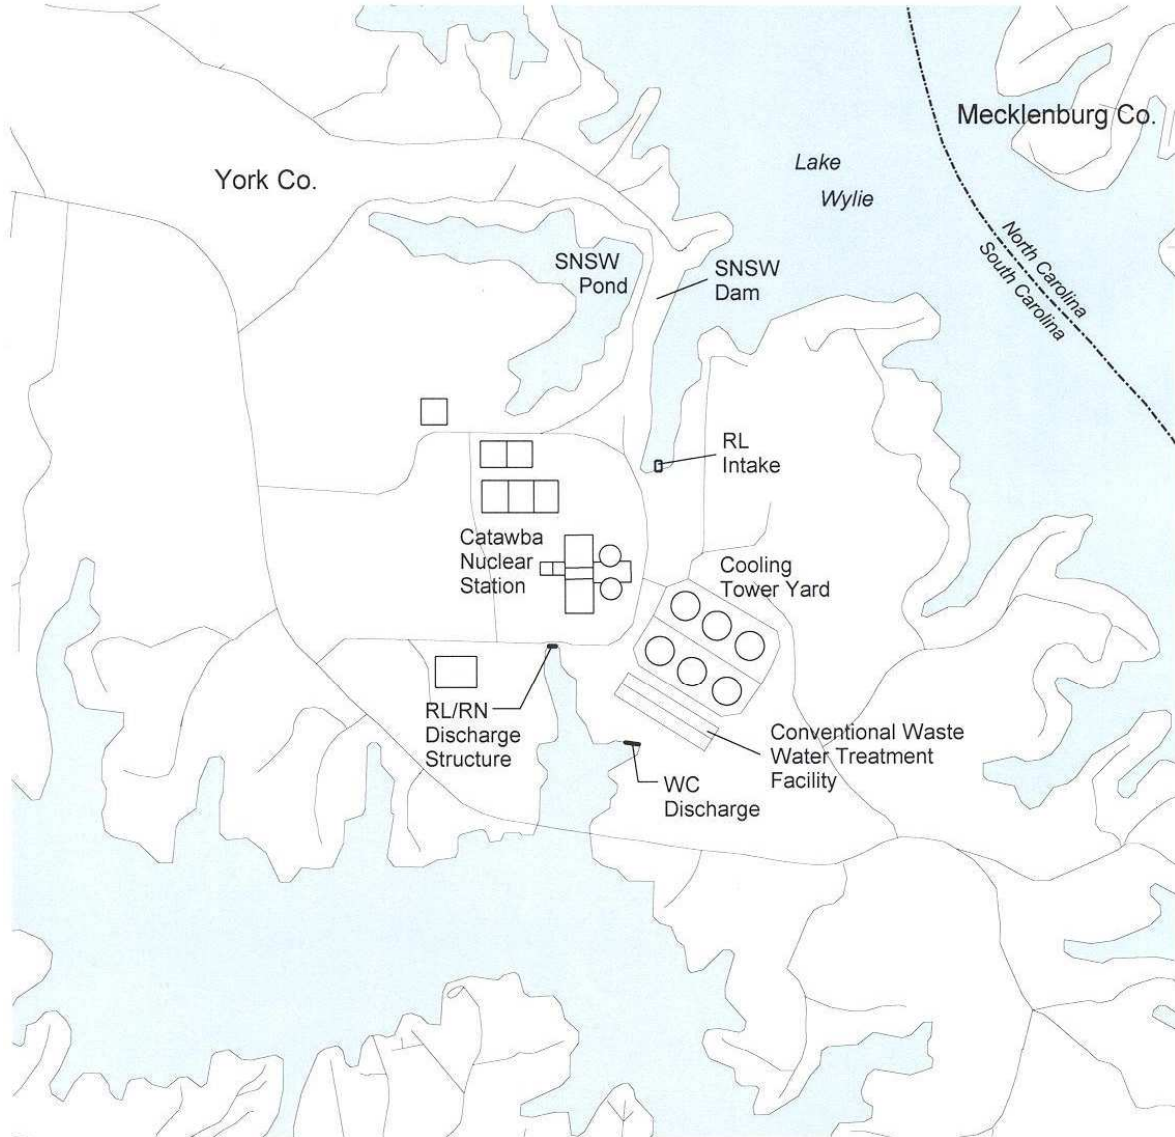 Mecklenburg Co.
Lake
Wylie
York Co.
North Carolina
South Carolina
SNSW
Pond
SNSW
Dam
RL
Intake
Catawba
Nuclear
Station
Cooling
Tower Yard
RL/RN
Discharge
Structure
Conventional Waste
Water Treatment
Facility
WC
Discharge